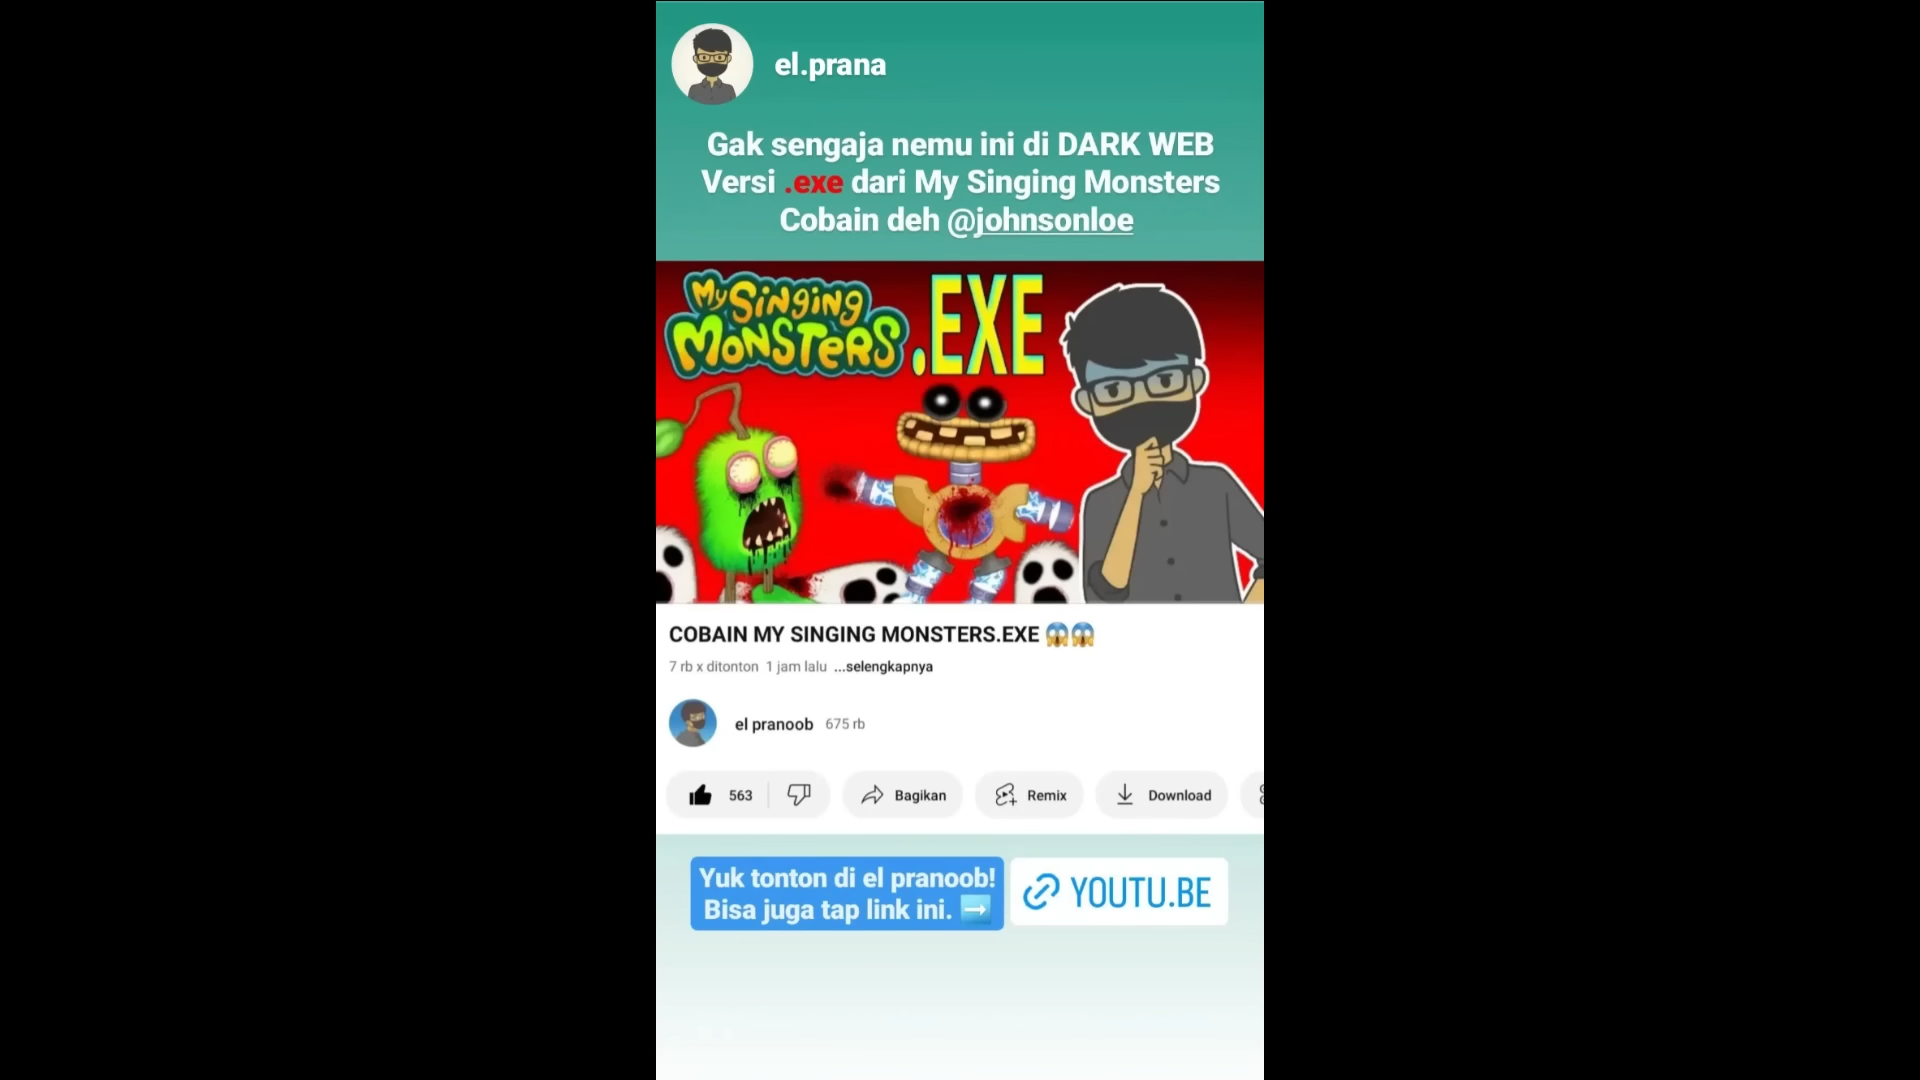 el.prana
Gak sengaja nemu ini di DARK WEB
Versi .exe dari My Singing Monsters
Cobain deh @johnsonloe
My Singing
MONSTERS .EXE
COBAIN MY SINGING MONSTERS.EXE 😱😱
7 rb x ditonton 1 jam lalu ...selengkapnya
el pranoob 675 rb
563 Bagikan Remix Download
Yuk tonton di el pranoob!
Bisa juga tap link ini. ➡️
YOUTU.BE